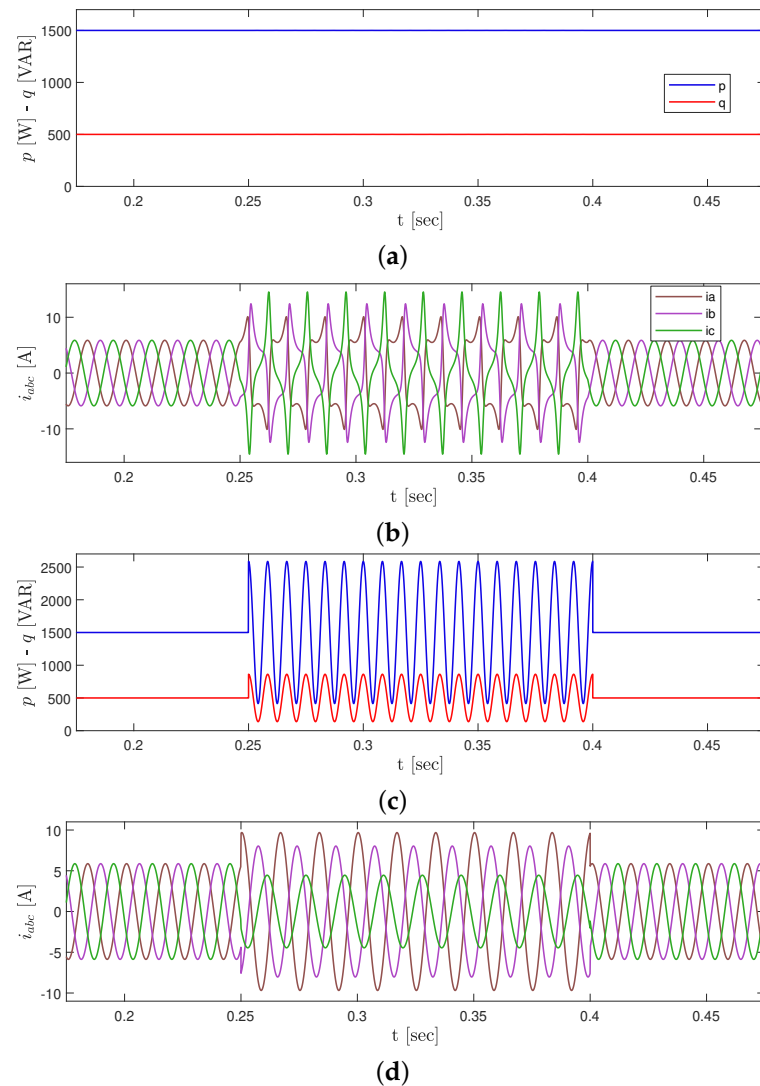 1500
1000
500
0
p [W] - q [VAR]
p
q
0.2 0.25 0.3 0.35 0.4 0.45
t [sec]
(a)
10
0
-10
i_abc [A]
ia
ib
ic
0.2 0.25 0.3 0.35 0.4 0.45
t [sec]
(b)
2500
2000
1500
1000
500
0
p [W] - q [VAR]
0.2 0.25 0.3 0.35 0.4 0.45
t [sec]
(c)
10
5
0
-5
-10
i_abc [A]
0.2 0.25 0.3 0.35 0.4 0.45
t [sec]
(d)